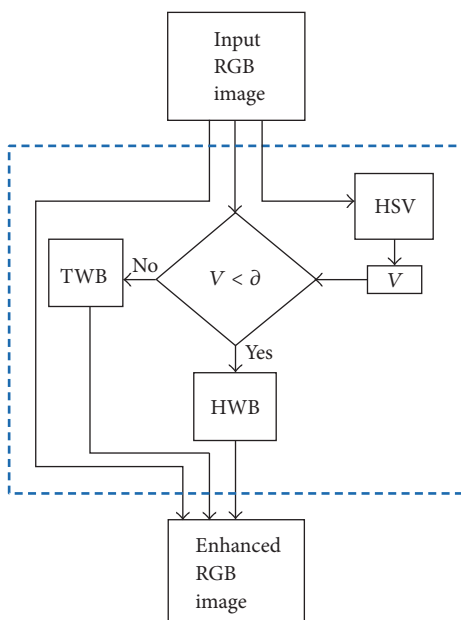 Input
RGB
image
HSV
TWB
No
V < ∂
V
Yes
HWB
Enhanced
RGB
image